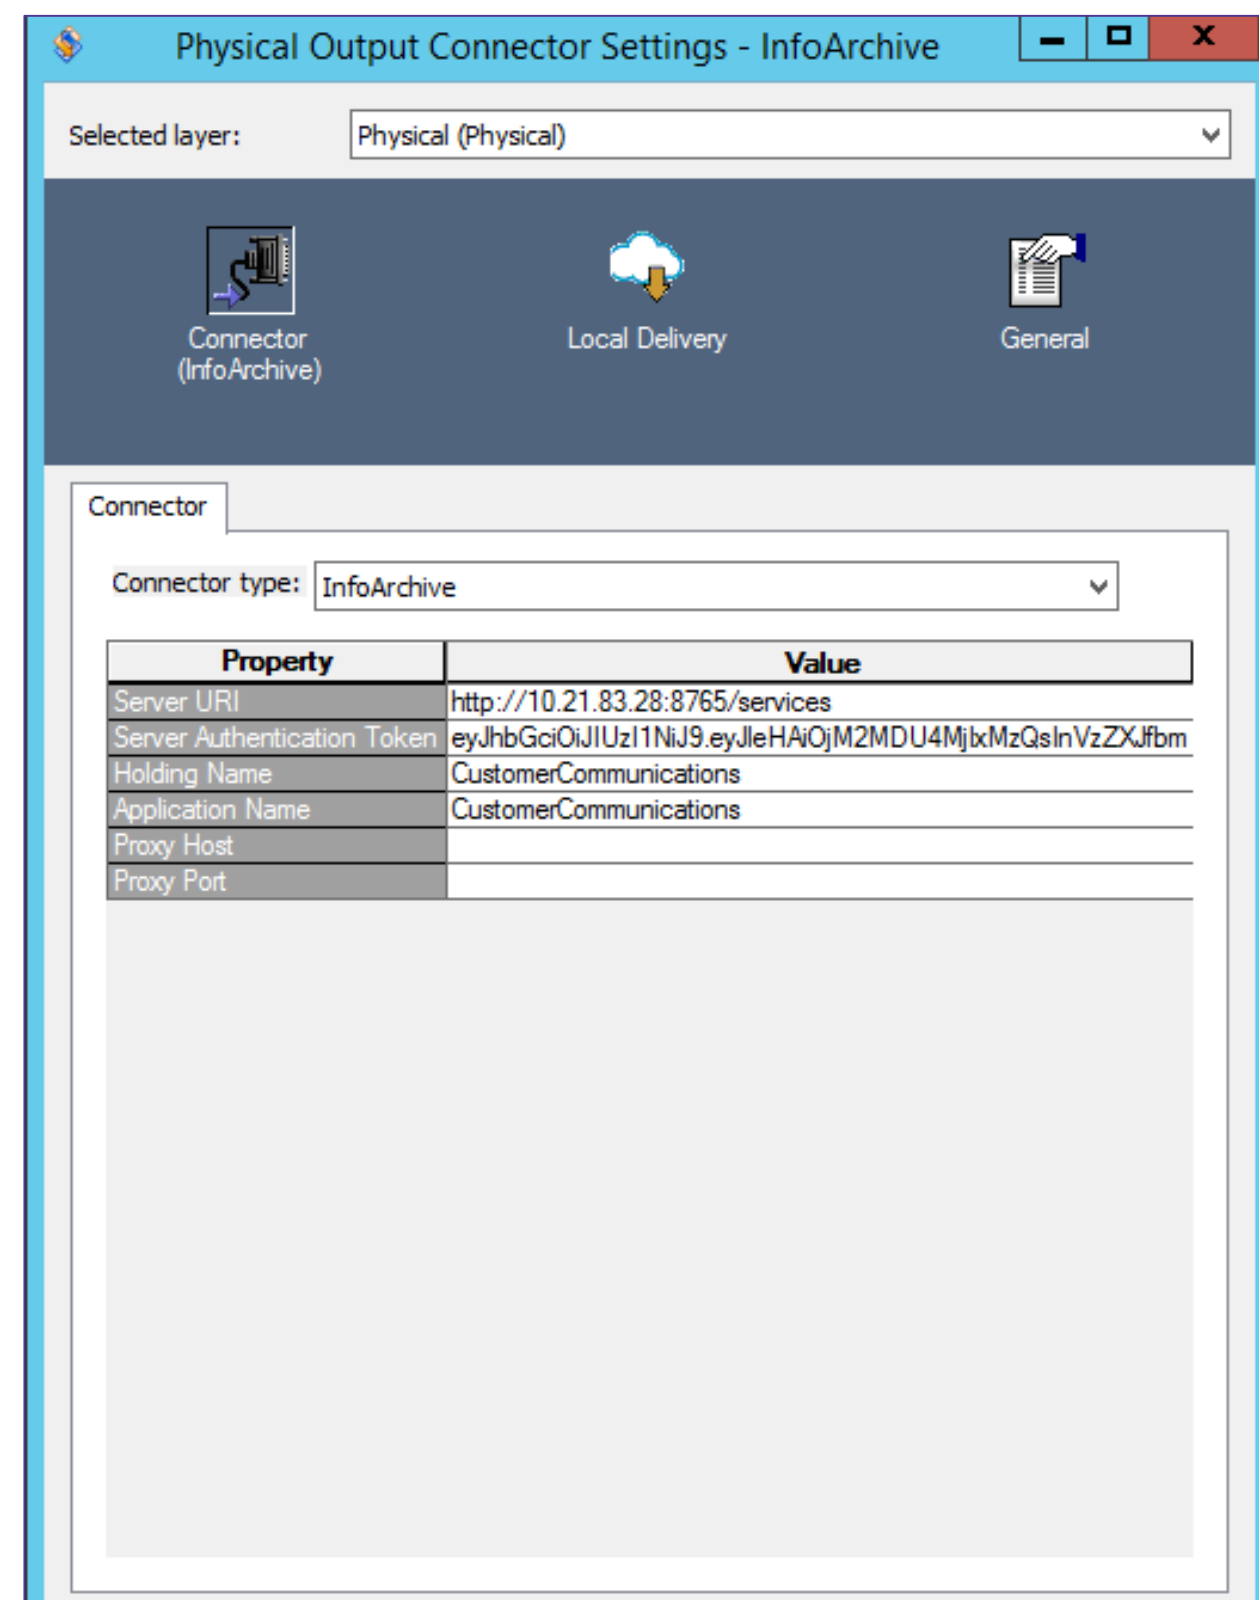 Physical Output Connector Settings - InfoArchive
Selected layer: Physical (Physical)
Connector (InfoArchive)
Local Delivery
General
Connector
Connector type: InfoArchive
Property Value
Server URI http://10.21.83.28:8765/services
Server Authentication Token eyJhbGciOiJIUzI1NiJ9.eyJleHAiOjM2MDU4MjIxMzQsInVzZXJfbm
Holding Name CustomerCommunications
Application Name CustomerCommunications
Proxy Host
Proxy Port